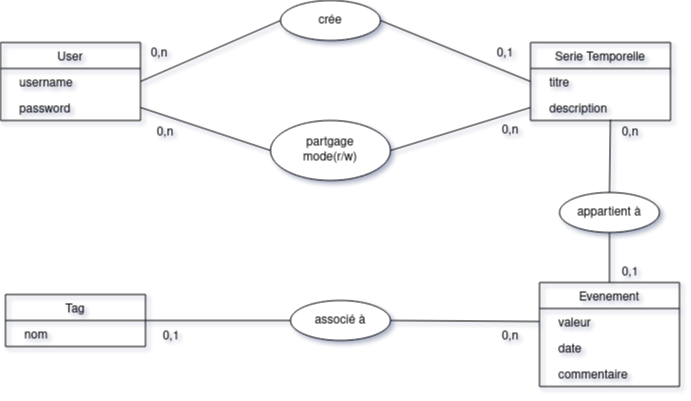 crée
0,n
0,1
User
username
password
Serie Temporelle
titre
description
0,n
0,n
0,n
partgage
mode(r/w)
appartient à
0,1
Evenement
valeur
date
commentaire
Tag
nom
0,1
associé à
0,n